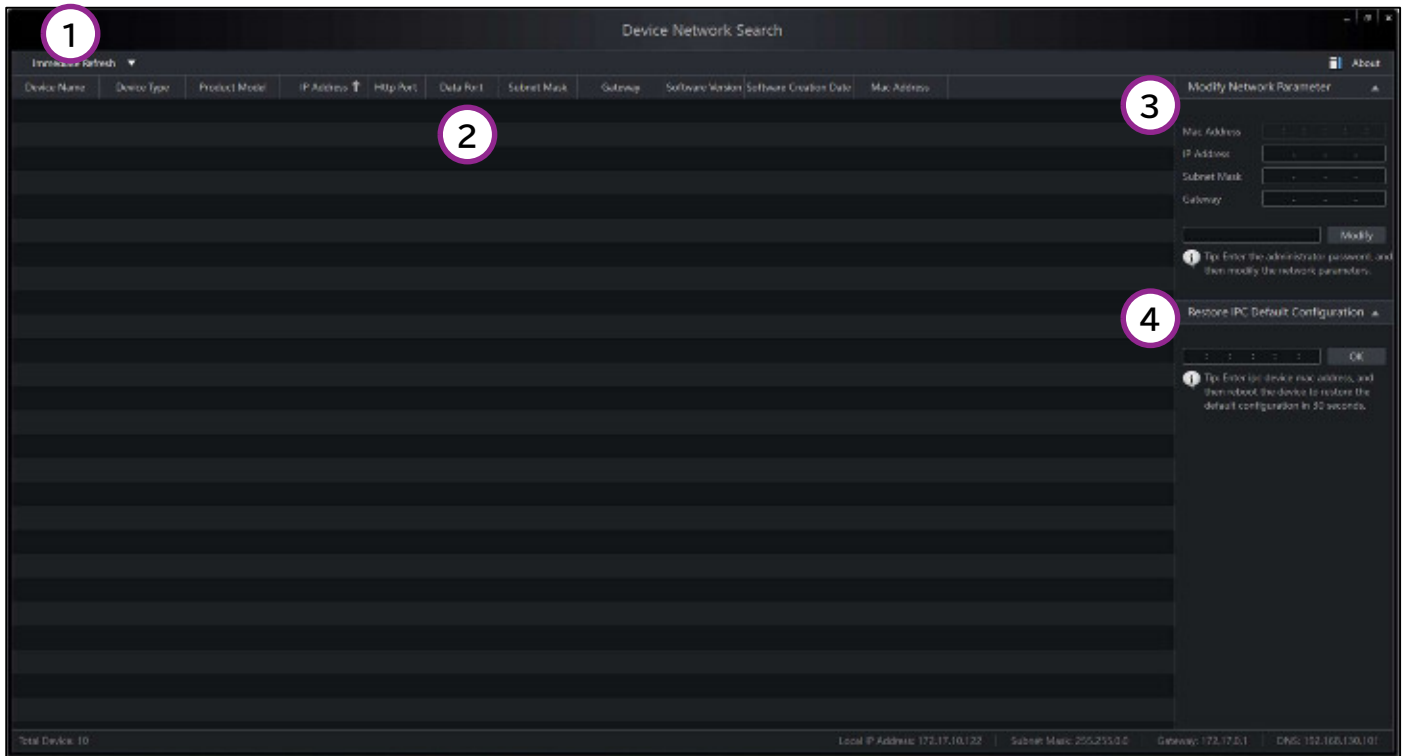 1
Device Network Search
Immediate Refresh
About
Device Name Device Type Product Model IP Address Http Port Data Port Subnet Mask Gateway Software Version Software Creation Date Mac Address
2
3
Modify Network Parameter
Mac Address
IP Address
Subnet Mask
Gateway
Modify
Tip: Enter the administrator password, and
then modify the network parameters.
4
Restore IPC Default Configuration
OK
Tip: Enter ipc device mac address, and
then reboot the device to restore the
default configuration in 30 seconds.
Total Device: 10 Local IP Address: 172.17.10.122 Subnet Mask: 255.255.0.0 Gateway: 172.17.0.1 DNS: